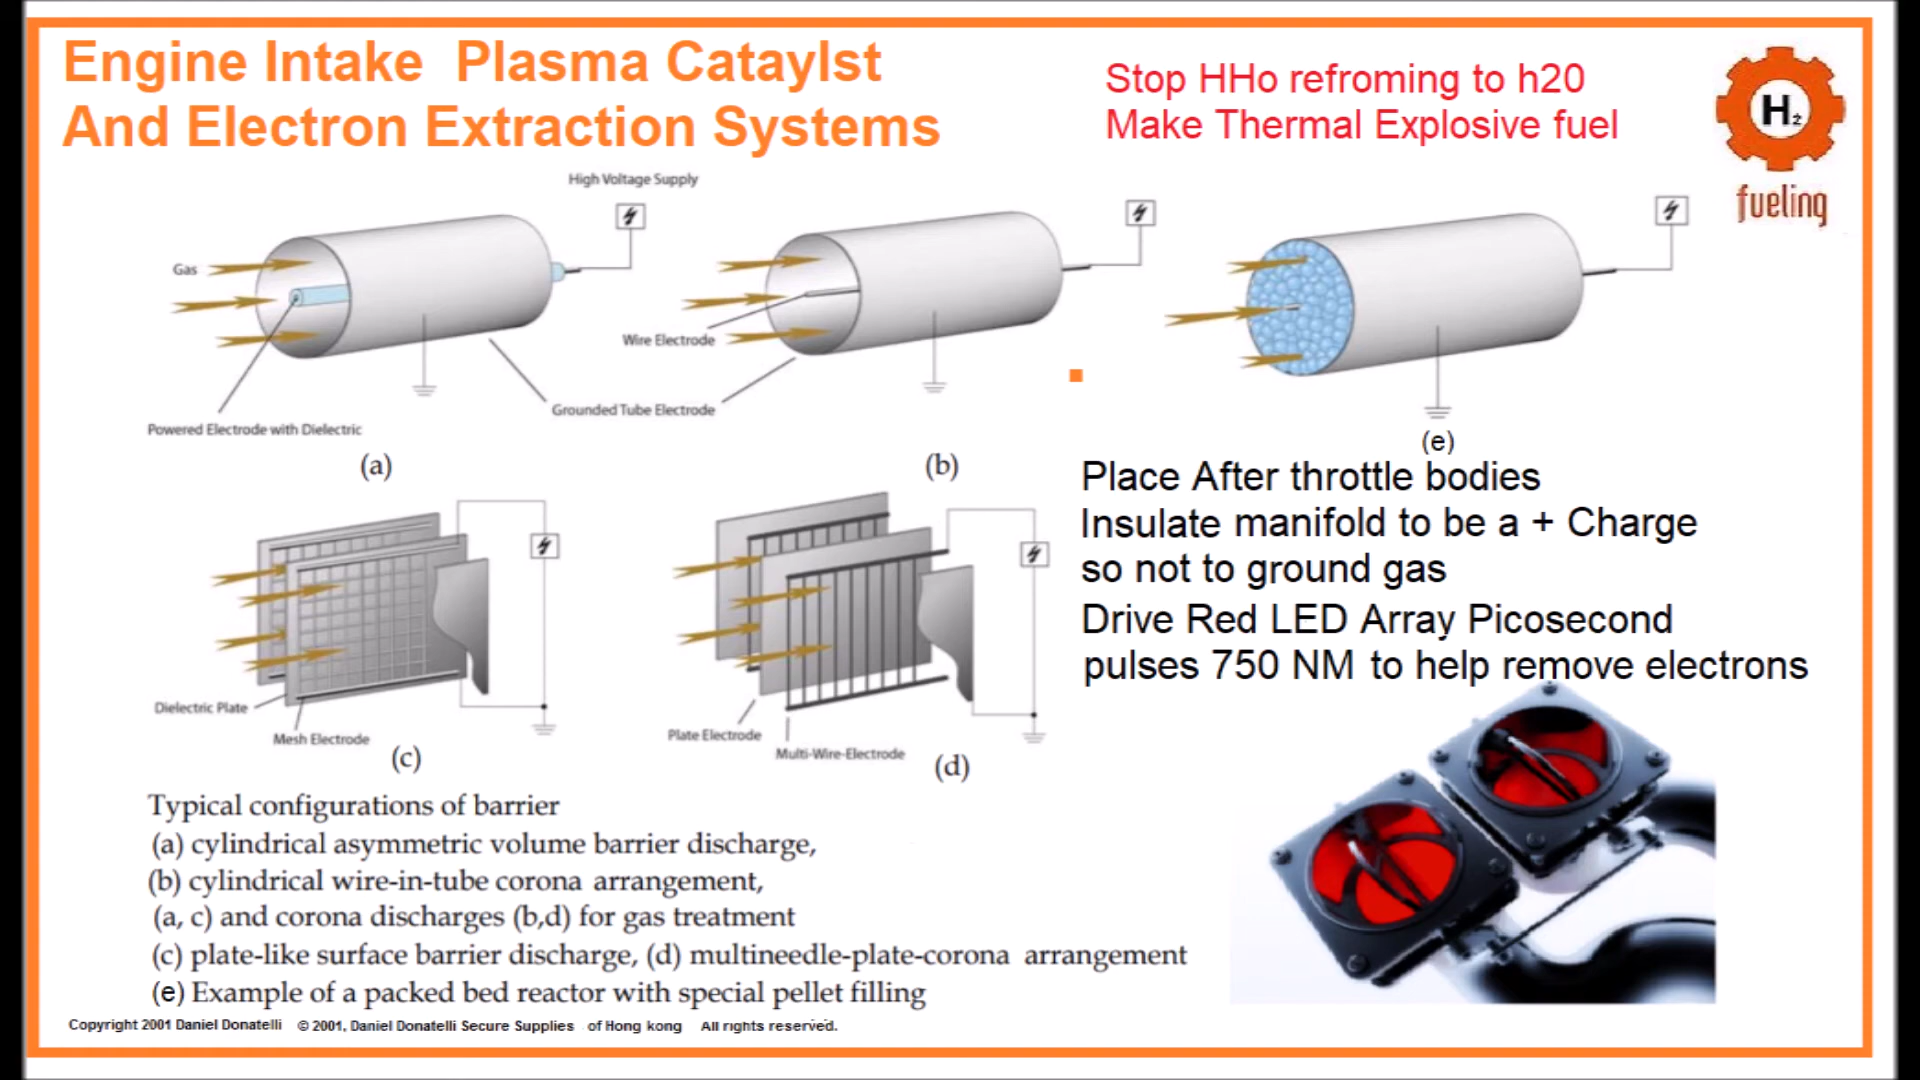 Engine Intake Plasma Cataylst
And Electron Extraction Systems
Stop HHo refroming to h20
Make Thermal Explosive fuel
H2
fueling
High Voltage Supply
Gas
Wire Electrode
Grounded Tube Electrode
Powered Electrode with Dielectric
(a)
(b)
(e)
Place After throttle bodies
Insulate manifold to be a + Charge
so not to ground gas
Drive Red LED Array Picosecond
pulses 750 NM to help remove electrons
Dielectric Plate
Mesh Electrode
(c)
Plate Electrode
Multi-Wire-Electrode
(d)
Typical configurations of barrier
(a) cylindrical asymmetric volume barrier discharge,
(b) cylindrical wire-in-tube corona arrangement,
(a, c) and corona discharges (b,d) for gas treatment
(c) plate-like surface barrier discharge, (d) multineedle-plate-corona arrangement
(e) Example of a packed bed reactor with special pellet filling
Copyright 2001 Daniel Donatelli © 2001, Daniel Donatelli Secure Supplies of Hong kong All rights reserved.